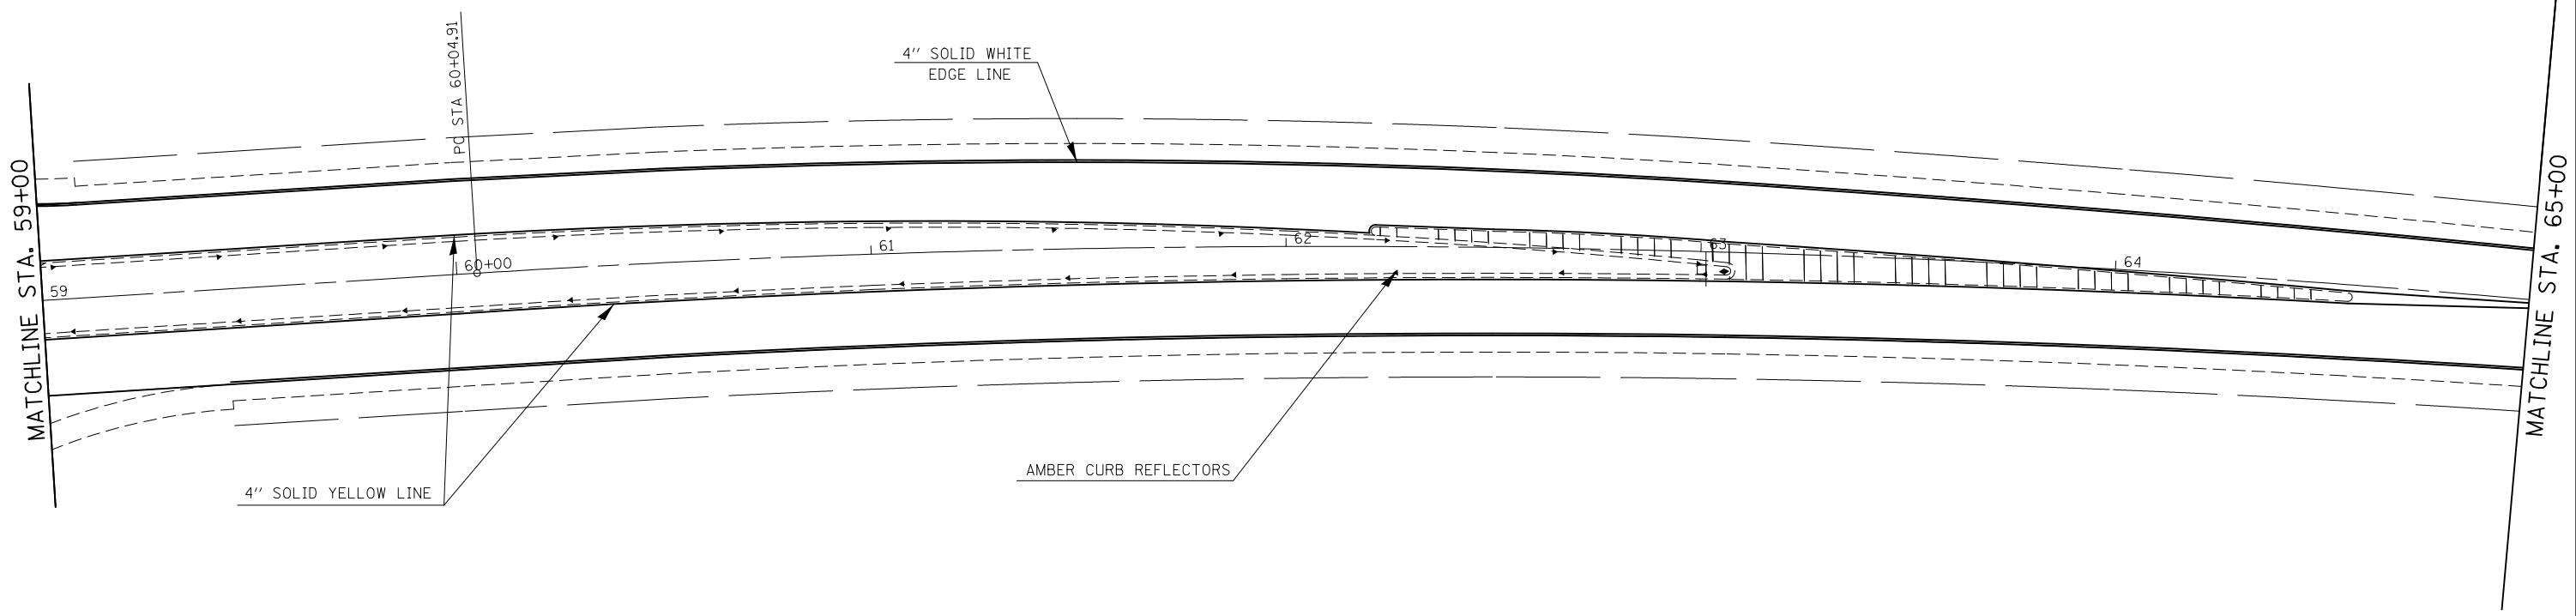 MATCHLINE STA. 59+00
PO STA 60+04.91
4" SOLID WHITE
EDGE LINE
59
60+00
61
62
63
64
4" SOLID YELLOW LINE
AMBER CURB REFLECTORS
MATCHLINE STA. 65+00